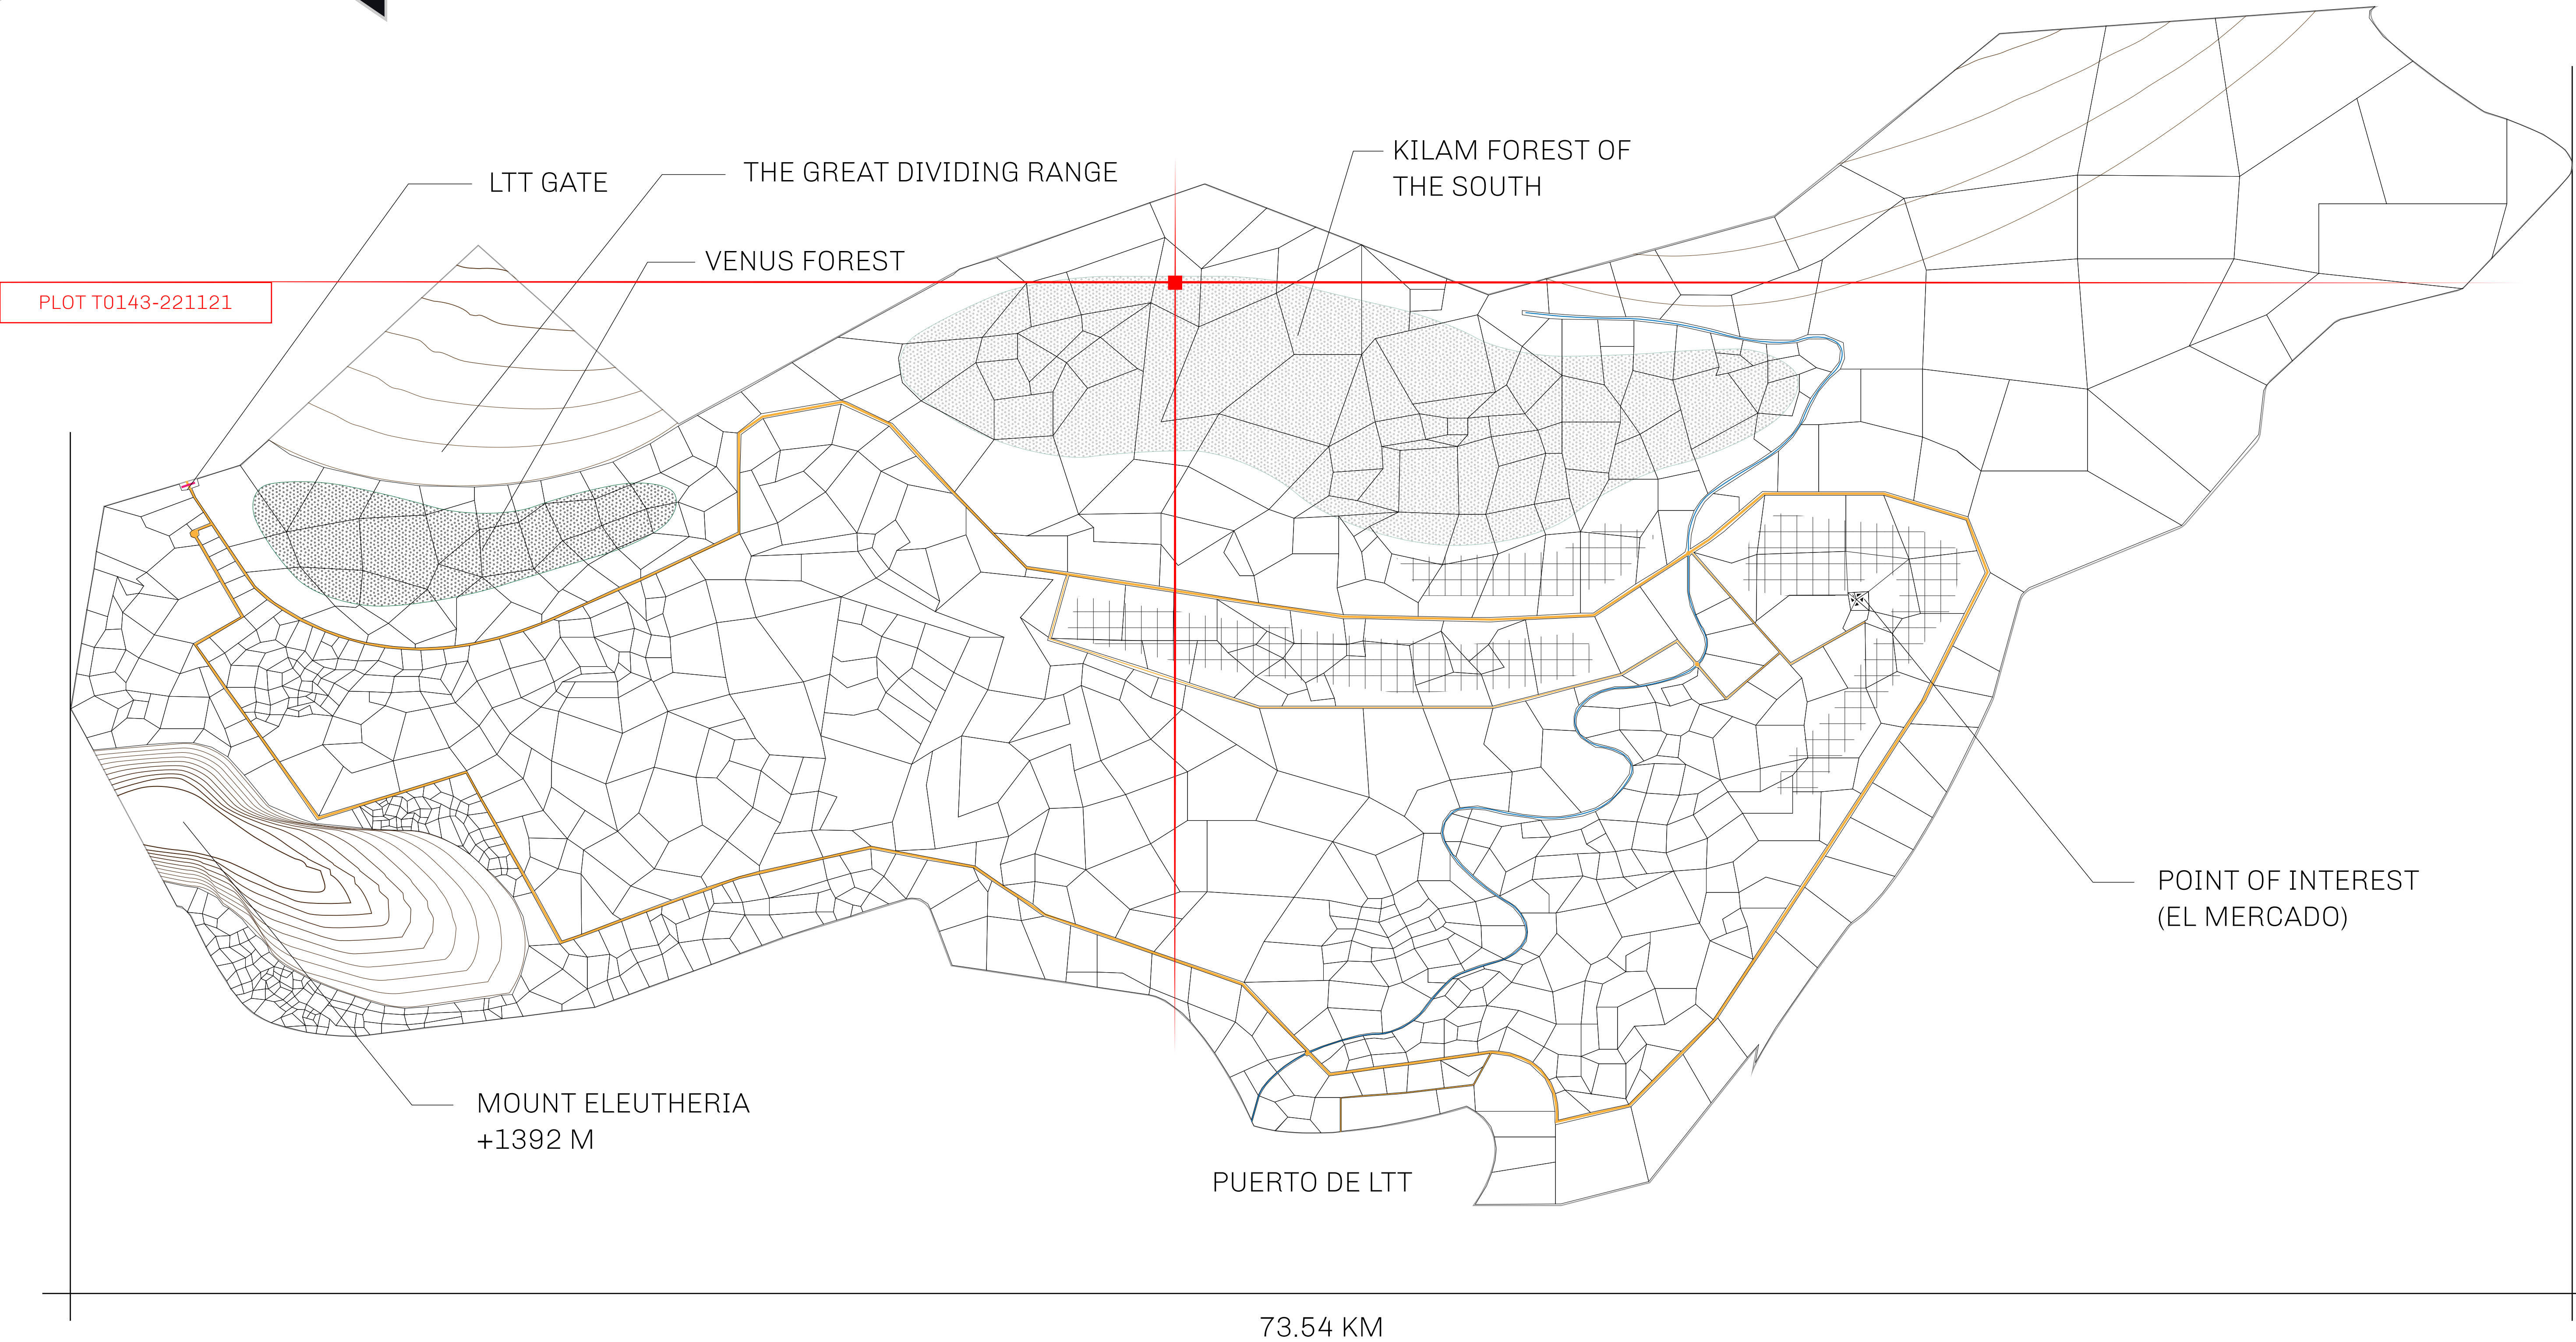 KILAM FOREST OF
THE SOUTH
THE GREAT DIVIDING RANGE
LTT GATE
VENUS FOREST
PLOT T0143-221121
POINT OF INTEREST
(EL MERCADO)
MOUNT ELEUTHERIA
+1392 M
PUERTO DE LTT
73.54 KM